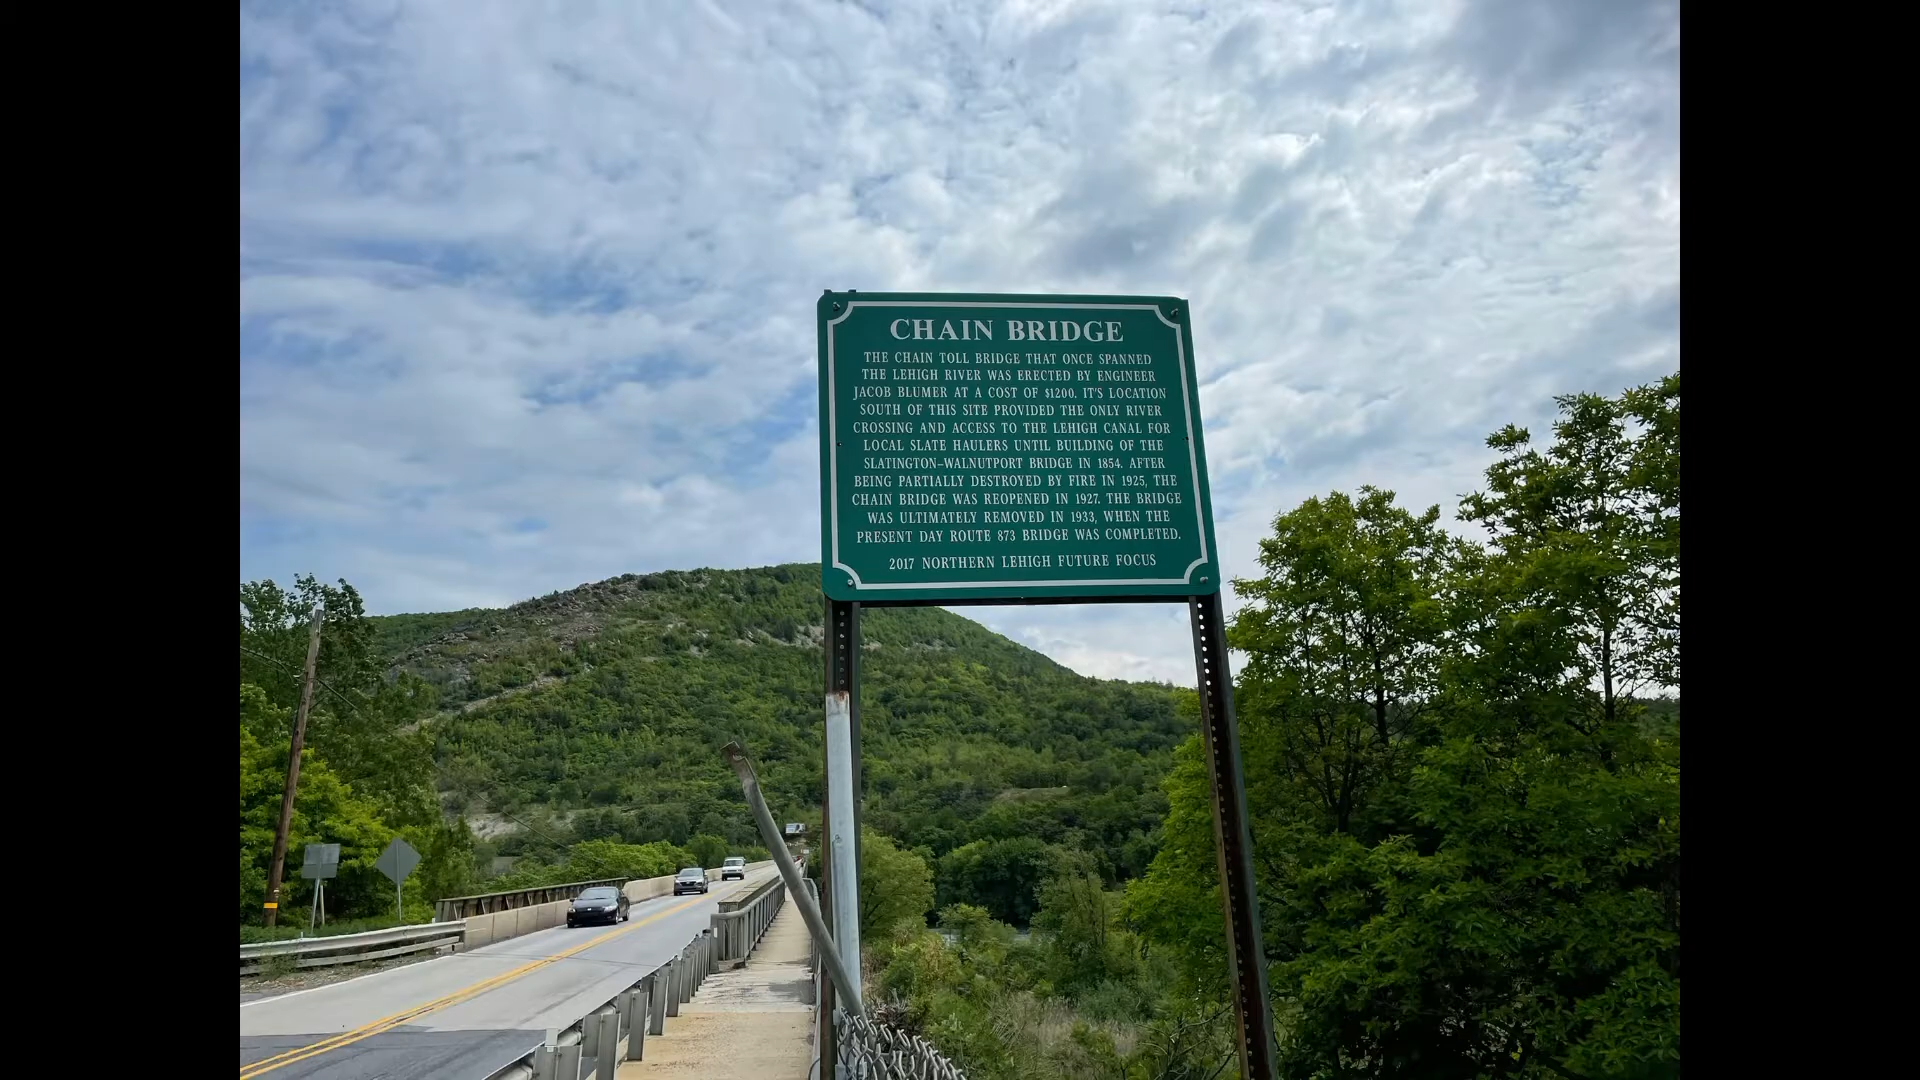 CHAIN BRIDGE
THE CHAIN TOLL BRIDGE THAT ONCE SPANNED
THE LEHIGH RIVER WAS ERECTED BY ENGINEER
JACOB BLUMER AT A COST OF $1200. IT'S LOCATION
SOUTH OF THIS SITE PROVIDED THE ONLY RIVER
CROSSING AND ACCESS TO THE LEHIGH CANAL FOR
LOCAL SLATE HAULERS UNTIL BUILDING OF THE
SLATINGTON–WALNUTPORT BRIDGE IN 1854. AFTER
BEING PARTIALLY DESTROYED BY FIRE IN 1925, THE
CHAIN BRIDGE WAS REOPENED IN 1927. THE BRIDGE
WAS ULTIMATELY REMOVED IN 1933, WHEN THE
PRESENT DAY ROUTE 873 BRIDGE WAS COMPLETED.
2017 NORTHERN LEHIGH FUTURE FOCUS